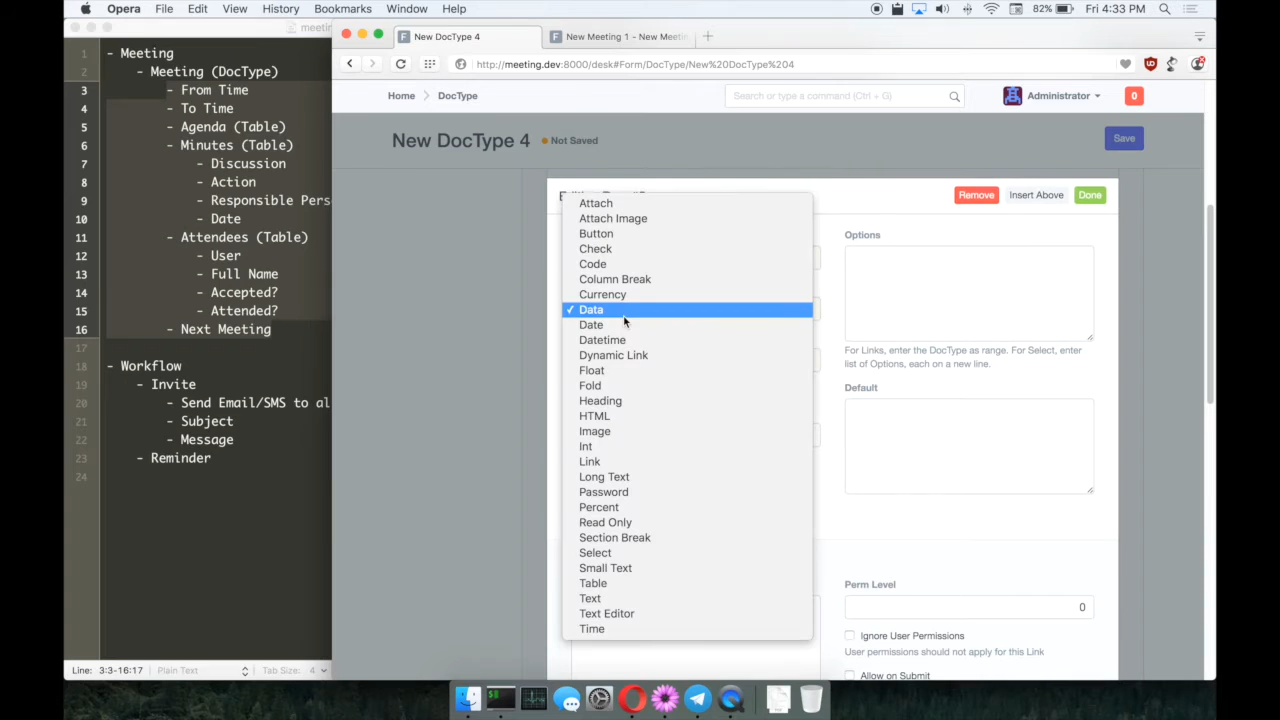 Opera File Edit View History Bookmarks Window Help 82% Fri 4:33 PM
meetin
New DocType 4
New Meeting 1 - New Meetin
http://meeting.dev:8000/desk#Form/DocType/New%20DocType%204
Home DocType
Search or type a command (Ctrl + G)
Administrator
0
New DocType 4 Not Saved
Save
1 - Meeting
2 - Meeting (DocType)
3 - From Time
4 - To Time
5 - Agenda (Table)
6 - Minutes (Table)
7 - Discussion
8 - Action
9 - Responsible Pers
10 - Date
11 - Attendees (Table)
12 - User
13 - Full Name
14 - Accepted?
15 - Attended?
16 - Next Meeting
17
18 - Workflow
19 - Invite
20 - Send Email/SMS to al
21 - Subject
22 - Message
23 - Reminder
24
Line: 3:3-16:17 Plain Text Tab Size: 4
Remove Insert Above Done
Attach
Attach Image
Button
Check
Code
Column Break
Currency
✓ Data
Date
Datetime
Dynamic Link
Float
Fold
Heading
HTML
Image
Int
Link
Long Text
Password
Percent
Read Only
Section Break
Select
Small Text
Table
Text
Text Editor
Time
Options
For Links, enter the DocType as range. For Select, enter
list of Options, each on a new line.
Default
Perm Level
0
Ignore User Permissions
User permissions should not apply for this Link
Allow on Submit